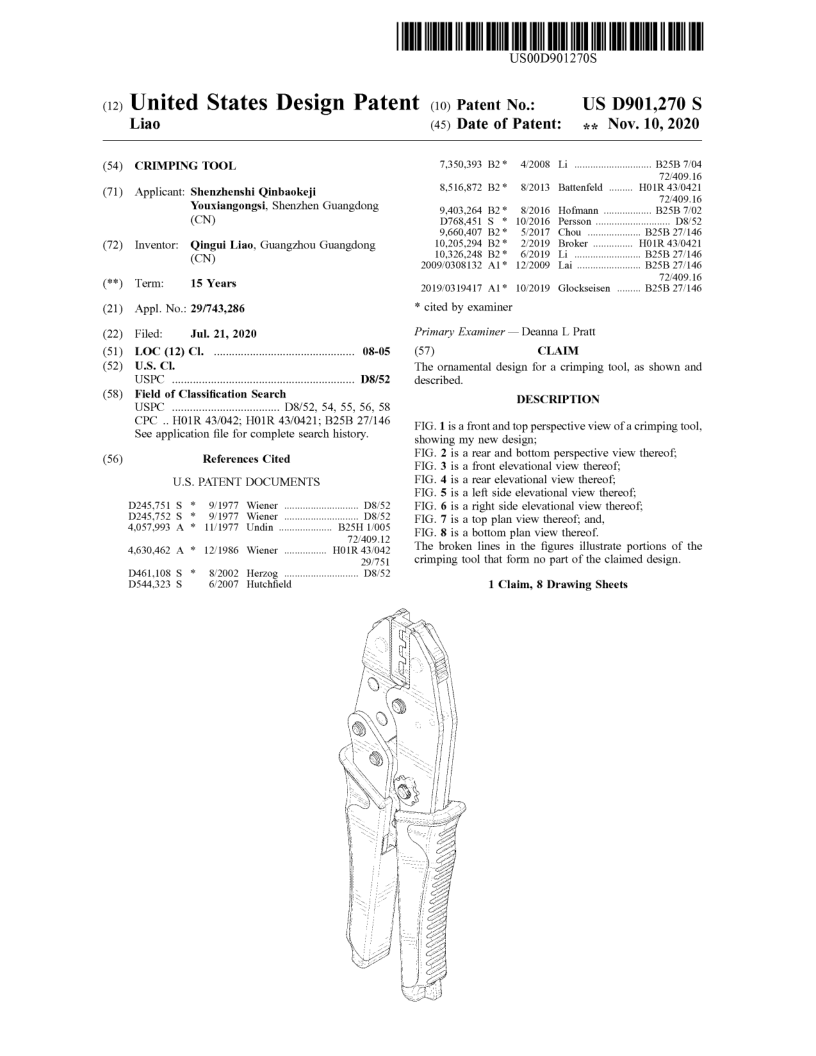 US00D901270S
(12) United States Design Patent (10) Patent No.: US D901,270 S
Liao (45) Date of Patent: ** Nov. 10, 2020
(54) CRIMPING TOOL
(71) Applicant: Shenzhenshi Qinbaokeji
Youxiangongsi, Shenzhen Guangdong
(CN)
(72) Inventor: Qingui Liao, Guangzhou Guangdong
(CN)
(**) Term: 15 Years
(21) Appl. No.: 29/743,286
(22) Filed: Jul. 21, 2020
(51) LOC (12) Cl. ................................................ 08-05
(52) U.S. Cl.
USPC .............................................................. D8/52
(58) Field of Classification Search
USPC .................................... D8/52, 54, 55, 56, 58
CPC .. H01R 43/042; H01R 43/0421; B25B 27/146
See application file for complete search history.
(56) References Cited
U.S. PATENT DOCUMENTS
D245,751 S * 9/1977 Wiener ............................ D8/52
D245,752 S * 9/1977 Wiener ............................ D8/52
4,057,993 A * 11/1977 Undin .................... B25H 1/005
72/409.12
4,630,462 A * 12/1986 Wiener ................ H01R 43/042
29/751
D461,108 S * 8/2002 Herzog ............................ D8/52
D544,323 S 6/2007 Hutchfield
7,350,393 B2 * 4/2008 Li ............................. B25B 7/04
72/409.16
8,516,872 B2 * 8/2013 Battenfeld ......... H01R 43/0421
72/409.16
9,403,264 B2 * 8/2016 Hofmann .................. B25B 7/02
D768,451 S * 10/2016 Persson ............................ D8/52
9,660,407 B2 * 5/2017 Chou .................... B25B 27/146
10,205,294 B2 * 2/2019 Broker ............... H01R 43/0421
10,326,248 B2 * 6/2019 Li ......................... B25B 27/146
2009/0308132 A1 * 12/2009 Lai ........................ B25B 27/146
72/409.16
2019/0319417 A1 * 10/2019 Glockseisen ......... B25B 27/146
* cited by examiner
Primary Examiner — Deanna L Pratt
(57) CLAIM
The ornamental design for a crimping tool, as shown and
described.
DESCRIPTION
FIG. 1 is a front and top perspective view of a crimping tool,
showing my new design;
FIG. 2 is a rear and bottom perspective view thereof;
FIG. 3 is a front elevational view thereof;
FIG. 4 is a rear elevational view thereof;
FIG. 5 is a left side elevational view thereof;
FIG. 6 is a right side elevational view thereof;
FIG. 7 is a top plan view thereof; and,
FIG. 8 is a bottom plan view thereof.
The broken lines in the figures illustrate portions of the
crimping tool that form no part of the claimed design.
1 Claim, 8 Drawing Sheets